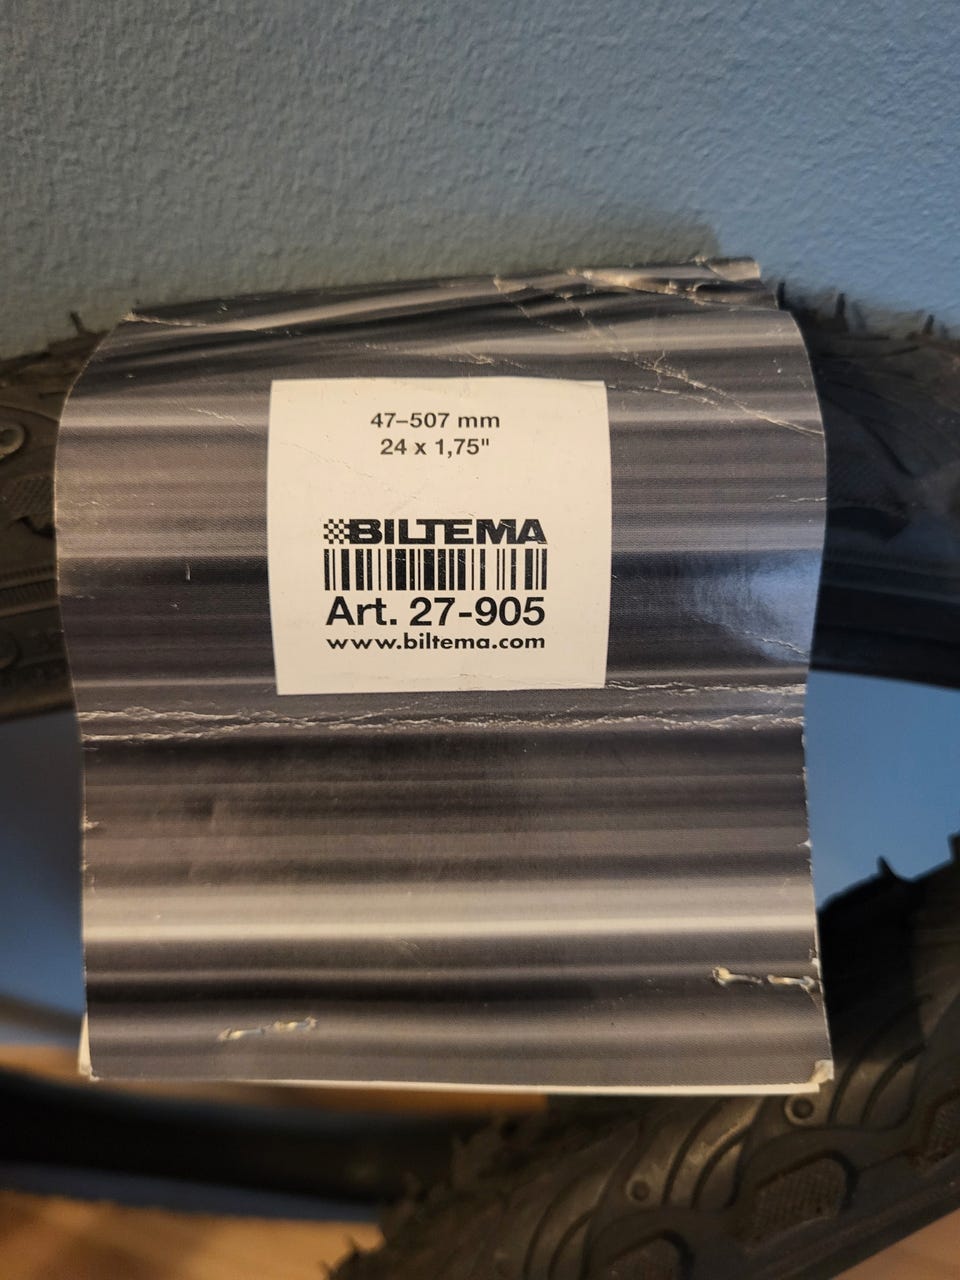 47–507 mm
24 x 1,75"
BILTEMA
Art. 27-905
www.biltema.com